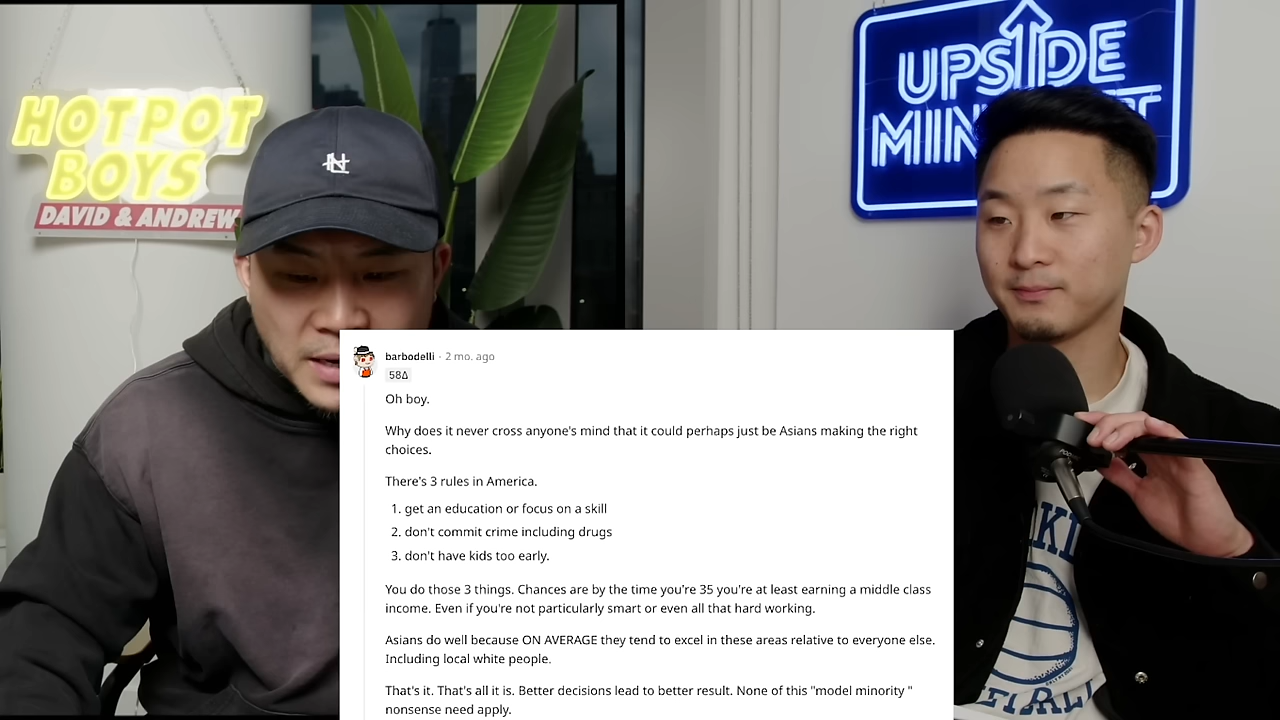 HOTPOT
BOYS
DAVID & ANDREW
UPSIDE
barbodelli · 2 mo. ago
58Δ
Oh boy.
Why does it never cross anyone's mind that it could perhaps just be Asians making the right
choices.
There's 3 rules in America.
1. get an education or focus on a skill
2. don't commit crime including drugs
3. don't have kids too early.
You do those 3 things. Chances are by the time you're 35 you're at least earning a middle class
income. Even if you're not particularly smart or even all that hard working.
Asians do well because ON AVERAGE they tend to excel in these areas relative to everyone else.
Including local white people.
That's it. That's all it is. Better decisions lead to better result. None of this "model minority "
nonsense need apply.